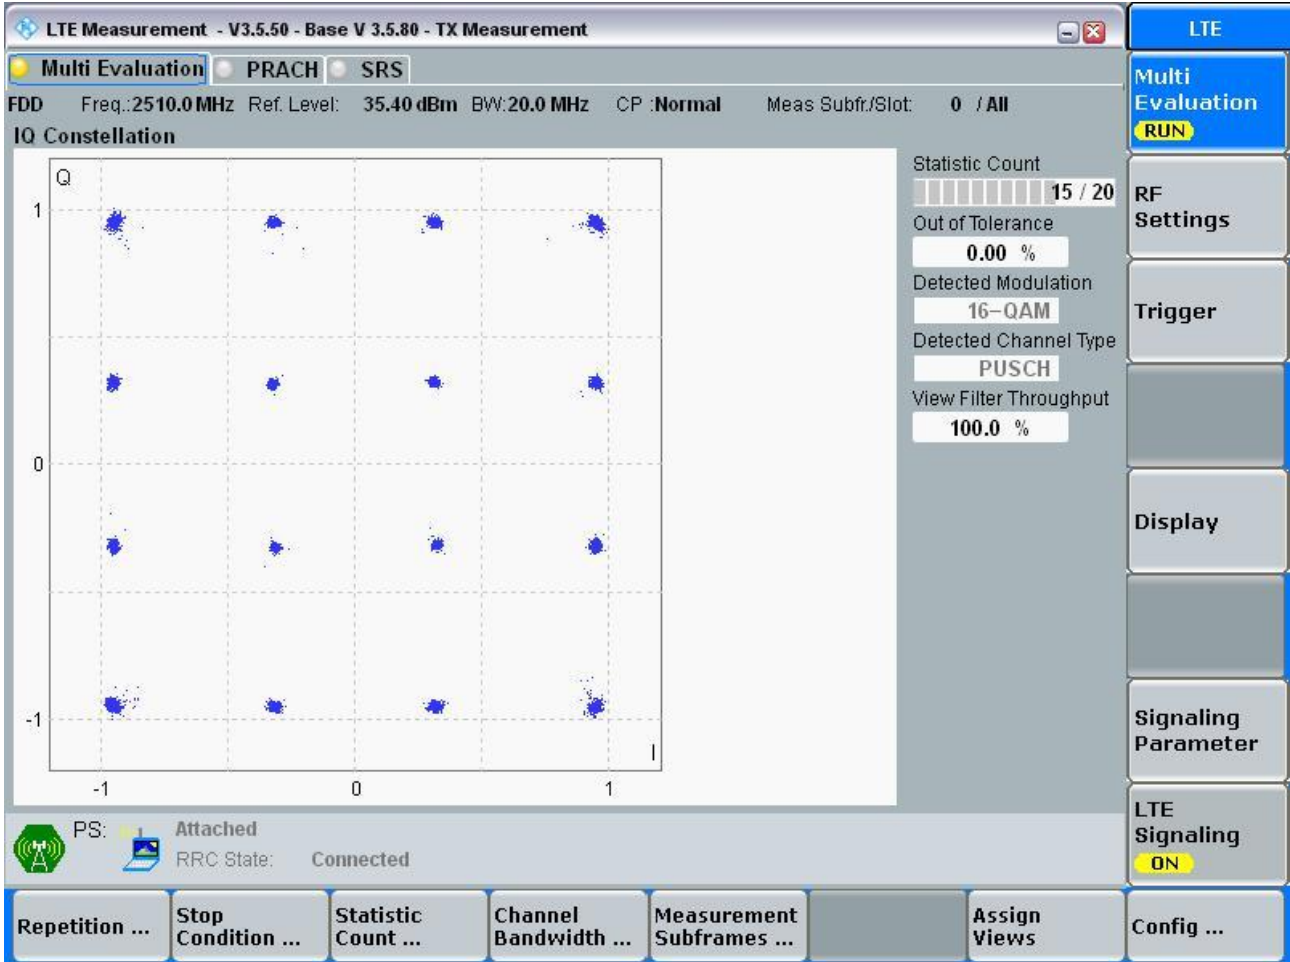 LTE Measurement - V3.5.50 - Base V 3.5.80 - TX Measurement
LTE
Multi Evaluation PRACH SRS
FDD Freq.:2510.0 MHz Ref. Level: 35.40 dBm BW:20.0 MHz CP :Normal Meas Subfr./Slot: 0 / All
IQ Constellation
Q
1
0
-1
-1 0 1
I
Statistic Count
15 / 20
Out of Tolerance
0.00 %
Detected Modulation
16-QAM
Detected Channel Type
PUSCH
View Filter Throughput
100.0 %
Multi
Evaluation
RUN
RF
Settings
Trigger
Display
Signaling
Parameter
LTE
Signaling
ON
PS: Attached
RRC State: Connected
Repetition ...
Stop
Condition ...
Statistic
Count ...
Channel
Bandwidth ...
Measurement
Subframes ...
Assign
Views
Config ...